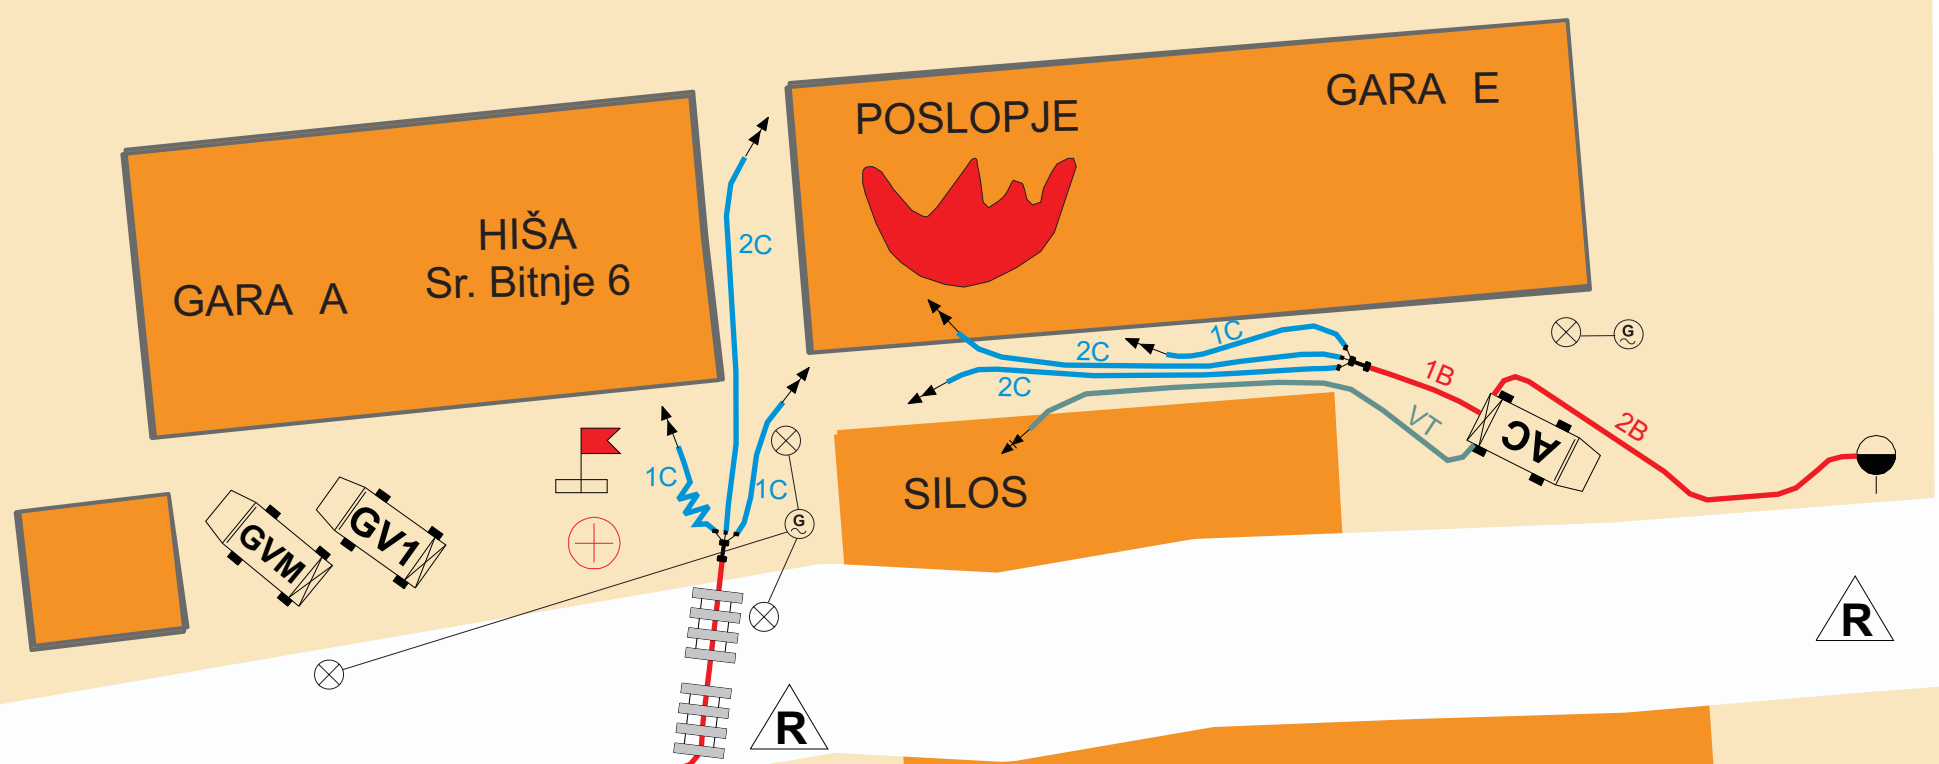 POSLOPJE
GARA E
HIŠA
Sr. Bitnje 6
GARA A
2C
1C
2C
2C
1B
VT
2B
AC
G
1C
1C
G
SILOS
GVM
GV1
R
R